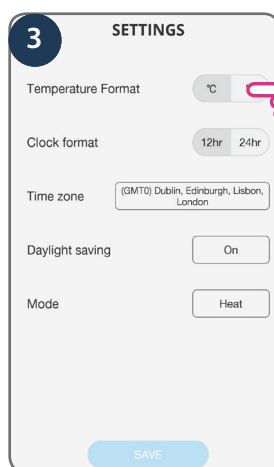 3
SETTINGS
Temperature Format
°C
Clock format
12hr 24hr
Time zone
(GMT0) Dublin, Edinburgh, Lisbon,
London
Daylight saving
On
Mode
Heat
SAVE